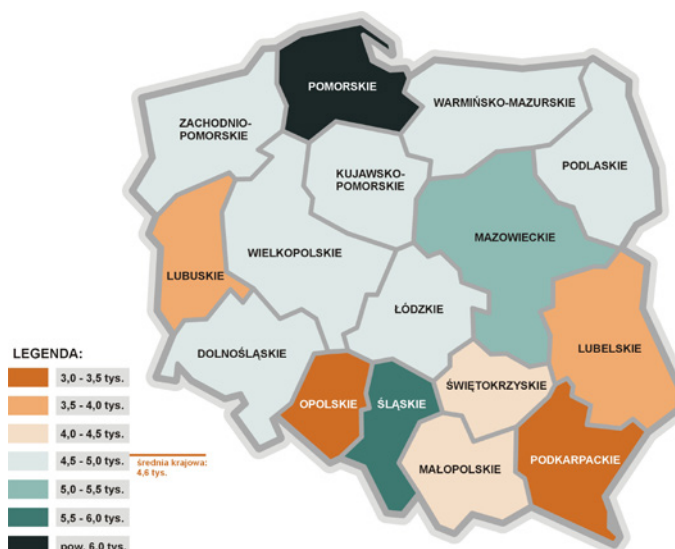 POMORSKIE
WARMIŃSKO-MAZURSKIE
ZACHODNIO-
POMORSKIE
PODLASKIE
KUJAWSKO-
POMORSKIE
MAZOWIECKIE
WIELKOPOLSKIE
LUBUSKIE
ŁÓDZKIE
LUBELSKIE
DOLNOŚLĄSKIE
ŚWIĘTOKRZYSKIE
OPOLSKIE
ŚLĄSKIE
PODKARPACKIE
MAŁOPOLSKIE
LEGENDA:
3,0 - 3,5 tys.
3,5 - 4,0 tys.
4,0 - 4,5 tys.
4,5 - 5,0 tys.
średnia krajowa:
4,6 tys.
5,0 - 5,5 tys.
5,5 - 6,0 tys.
pow. 6,0 tys.